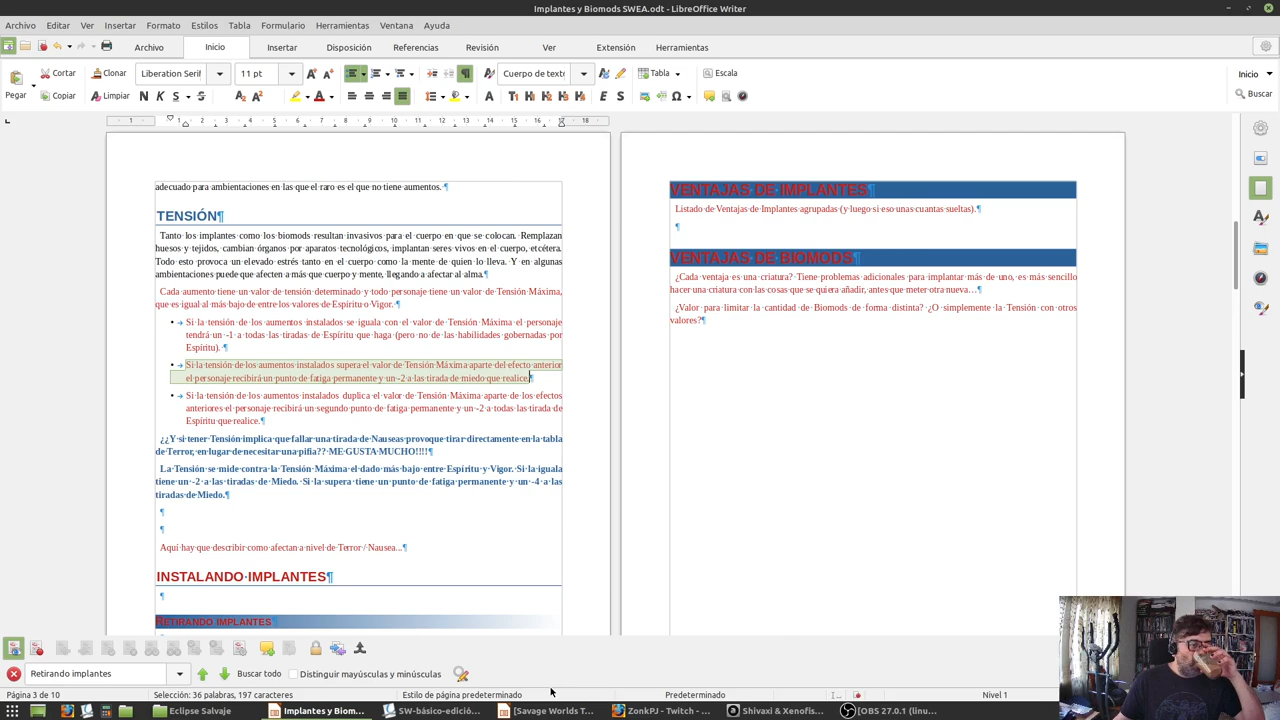 Implantes y Biomods SWEA.odt - LibreOffice Writer
Archivo Editar Ver Insertar Formato Estilos Tabla Formulario Herramientas Ventana Ayuda
Archivo Inicio Insertar Disposición Referencias Revisión Ver Extensión Herramientas
Cortar Clonar Liberation Serif 11 pt Cuerpo de texto Tabla Escala Inicio
Pegar Copiar Limpiar Buscar
adecuado para ambientaciones en las que el raro es el que no tiene aumentos. ¶
TENSIÓN¶
Tanto los implantes como los biomods resultan invasivos para el cuerpo en que se colocan. Remplazan
huesos y tejidos, cambian órganos por aparatos tecnológicos, implantan seres vivos en el cuerpo, etcétera.
Todo esto provoca un elevado estrés tanto en el cuerpo como la mente de quien lo lleva. Y en algunas
ambientaciones puede que afecten a más que cuerpo y mente, llegando a afectar al alma.¶
Cada aumento tiene un valor de tensión determinado y todo personaje tiene un valor de Tensión Máxima,
que es igual al más bajo de entre los valores de Espíritu o Vigor. ¶
• Si la tensión de los aumentos instalados se iguala con el valor de Tensión Máxima el personaje
tendrá un -1 a todas las tiradas de Espíritu que haga (pero no de las habilidades gobernadas por
Espíritu). ¶
• Si la tensión de los aumentos instalados supera el valor de Tensión Máxima aparte del efecto anterior
el personaje recibirá un punto de fatiga permanente y un -2 a las tirada de miedo que realice.¶
• Si la tensión de los aumentos instalados duplica el valor de Tensión Máxima aparte de los efectos
anteriores el personaje recibirá un segundo punto de fatiga permanente y un -2 a todas las tirada de
Espíritu que realice.¶
¿¿Y si tener Tensión implica que fallar una tirada de Nauseas provoque tirar directamente en la tabla
de Terror, en lugar de necesitar una pifia?? ME GUSTA MUCHO!!!!¶
La Tensión se mide contra la Tensión Máxima el dado más bajo entre Espíritu y Vigor. Si la iguala
tiene un -2 a las tiradas de Miedo. Si la supera tiene un punto de fatiga permanente y un -4 a las
tiradas de Miedo.¶
¶
¶
Aquí hay que describir como afectan a nivel de Terror / Nausea...¶
INSTALANDO IMPLANTES¶
¶
RETIRANDO IMPLANTES¶
VENTAJAS DE IMPLANTES¶
Listado de Ventajas de Implantes agrupadas (y luego si eso unas cuantas sueltas).¶
¶
VENTAJAS DE BIOMODS¶
¿Cada ventaja es una criatura? Tiene problemas adicionales para implantar más de uno, es más sencillo
hacer una criatura con las cosas que se quiera añadir, antes que meter otra nueva…¶
¿Valor para limitar la cantidad de Biomods de forma distinta? ¿O simplemente la Tensión con otros
valores?¶
Retirando implantes Buscar todo Distinguir mayúsculas y minúsculas
Página 3 de 10 Selección: 36 palabras, 197 caracteres Estilo de página predeterminado Predeterminado Nivel 1
Eclipse Salvaje Implantes y Biom... SW-básico-edició... [Savage Worlds T... ZonkPJ - Twitch - ... Shivaxi & Xenofis... [OBS 27.0.1 (linu...